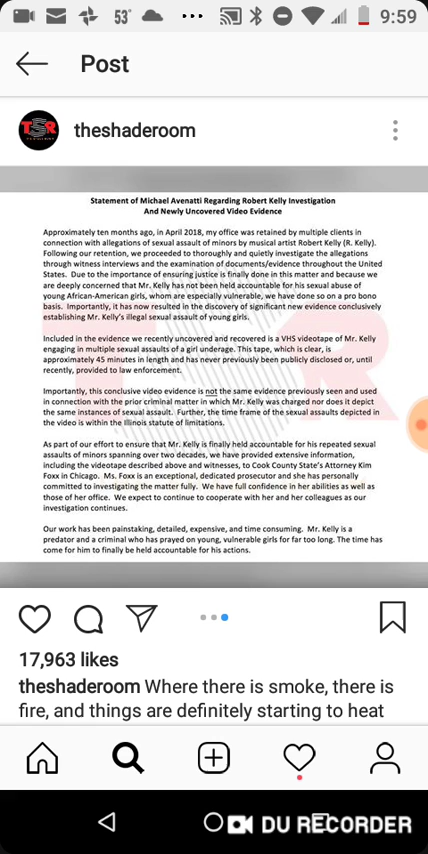 53°
9:59
Post
TSR
theshaderoom
Statement of Michael Avenatti Regarding Robert Kelly Investigation
And Newly Uncovered Video Evidence
Approximately ten months ago, in April 2018, my office was retained by multiple clients in
connection with allegations of sexual assault of minors by musical artist Robert Kelly (R. Kelly).
Following our retention, we proceeded to thoroughly and quietly investigate the allegations
through witness interviews and the examination of documents/evidence throughout the United
States. Due to the importance of ensuring justice is finally done in this matter and because we
are deeply concerned that Mr. Kelly has not been held accountable for his sexual abuse of
young African-American girls, whom are especially vulnerable, we have done so on a pro bono
basis. Importantly, it has now resulted in the discovery of significant new evidence conclusively
establishing Mr. Kelly's illegal sexual assault of young girls.
Included in the evidence we recently uncovered and recovered is a VHS videotape of Mr. Kelly
engaging in multiple sexual assaults of a girl underage. This tape, which is clear, is
approximately 45 minutes in length and has never previously been publicly disclosed or, until
recently, provided to law enforcement.
Importantly, this conclusive video evidence is not the same evidence previously seen and used
in connection with the prior criminal matter in which Mr. Kelly was charged nor does it depict
the same instances of sexual assault. Further, the time frame of the sexual assaults depicted in
the video is within the Illinois statute of limitations.
As part of our effort to ensure that Mr. Kelly is finally held accountable for his repeated sexual
assaults of minors spanning over two decades, we have provided extensive information,
including the videotape described above and witnesses, to Cook County State's Attorney Kim
Foxx in Chicago. Ms. Foxx is an exceptional, dedicated prosecutor and she has personally
committed to investigating the matter fully. We have full confidence in her abilities as well as
those of her office. We expect to continue to cooperate with her and her colleagues as our
investigation continues.
Our work has been painstaking, detailed, expensive, and time consuming. Mr. Kelly is a
predator and a criminal who has prayed on young, vulnerable girls for far too long. The time has
come for him to finally be held accountable for his actions.
17,963 likes
theshaderoom Where there is smoke, there is
fire, and things are definitely starting to heat
DU RECORDER